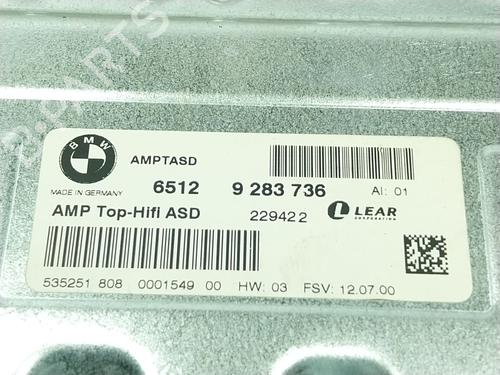 B-PARTS
BMW
AMPTASD
MADE IN GERMANY
6512 9 283 736 AI: 01
AMP Top-Hifi ASD 229422 LEAR
CORPORATION
535251 808 0001549 00 HW: 03 FSV: 12.07.00